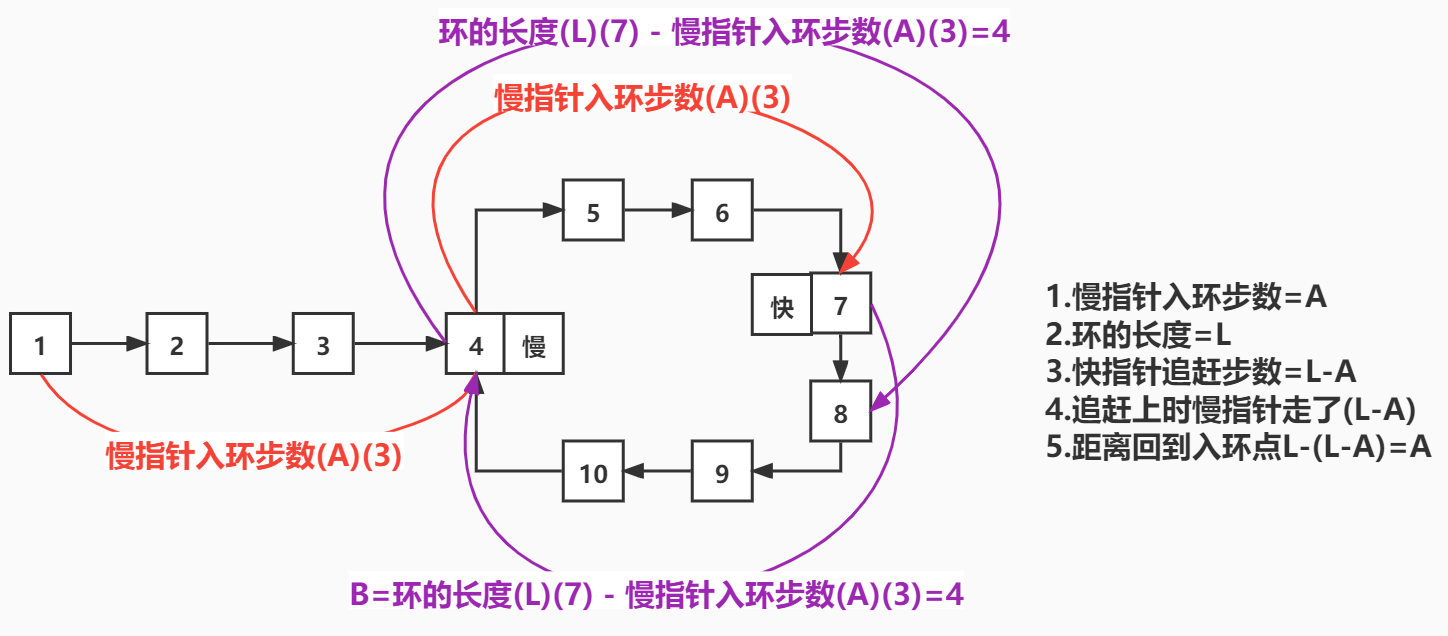 环的长度(L)(7) - 慢指针入环步数(A)(3)=4
慢指针入环步数(A)(3)
5
6
快
7
1
2
3
4
慢
8
慢指针入环步数(A)(3)
10
9
B=环的长度(L)(7) - 慢指针入环步数(A)(3)=4
1.慢指针入环步数=A
2.环的长度=L
3.快指针追赶步数=L-A
4.追赶上时慢指针走了(L-A)
5.距离回到入环点L-(L-A)=A